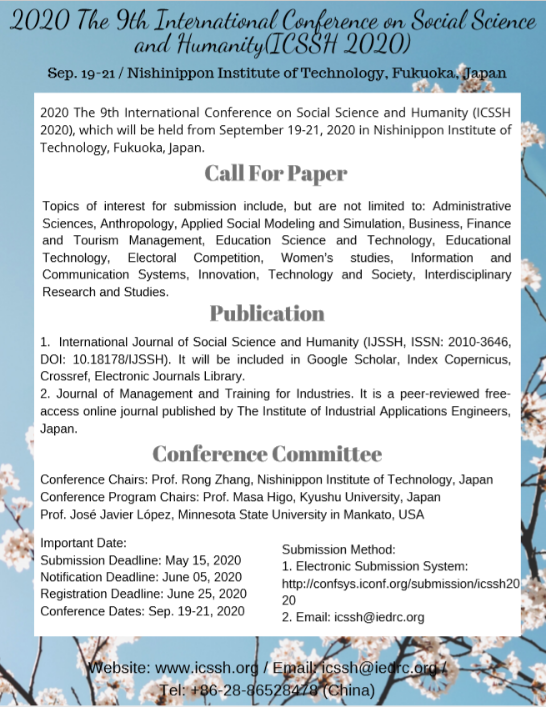 2020 The 9th International Conference on Social Science
and Humanity(ICSSH 2020)
Sep. 19-21 / Nishinippon Institute of Technology, Fukuoka, Japan
2020 The 9th International Conference on Social Science and Humanity (ICSSH
2020), which will be held from September 19-21, 2020 in Nishinippon Institute of
Technology, Fukuoka, Japan.
Call For Paper
Topics of interest for submission include, but are not limited to: Administrative
Sciences, Anthropology, Applied Social Modeling and Simulation, Business, Finance
and Tourism Management, Education Science and Technology, Educational
Technology, Electoral Competition, Women's studies, Information and
Communication Systems, Innovation, Technology and Society, Interdisciplinary
Research and Studies.
Publication
1. International Journal of Social Science and Humanity (IJSSH, ISSN: 2010-3646,
DOI: 10.18178/IJSSH). It will be included in Google Scholar, Index Copernicus,
Crossref, Electronic Journals Library.
2. Journal of Management and Training for Industries. It is a peer-reviewed free-
access online journal published by The Institute of Industrial Applications Engineers,
Japan.
Conference Committee
Conference Chairs: Prof. Rong Zhang, Nishinippon Institute of Technology, Japan
Conference Program Chairs: Prof. Masa Higo, Kyushu University, Japan
Prof. José Javier López, Minnesota State University in Mankato, USA
Important Date:
Submission Deadline: May 15, 2020
Notification Deadline: June 05, 2020
Registration Deadline: June 25, 2020
Conference Dates: Sep. 19-21, 2020
Submission Method:
1. Electronic Submission System:
http://confsys.iconf.org/submission/icssh20
20
2. Email: icssh@iedrc.org
Website: www.icssh.org / Email: icssh@iedrc.org /
Tel: +86-28-86528478 (China)